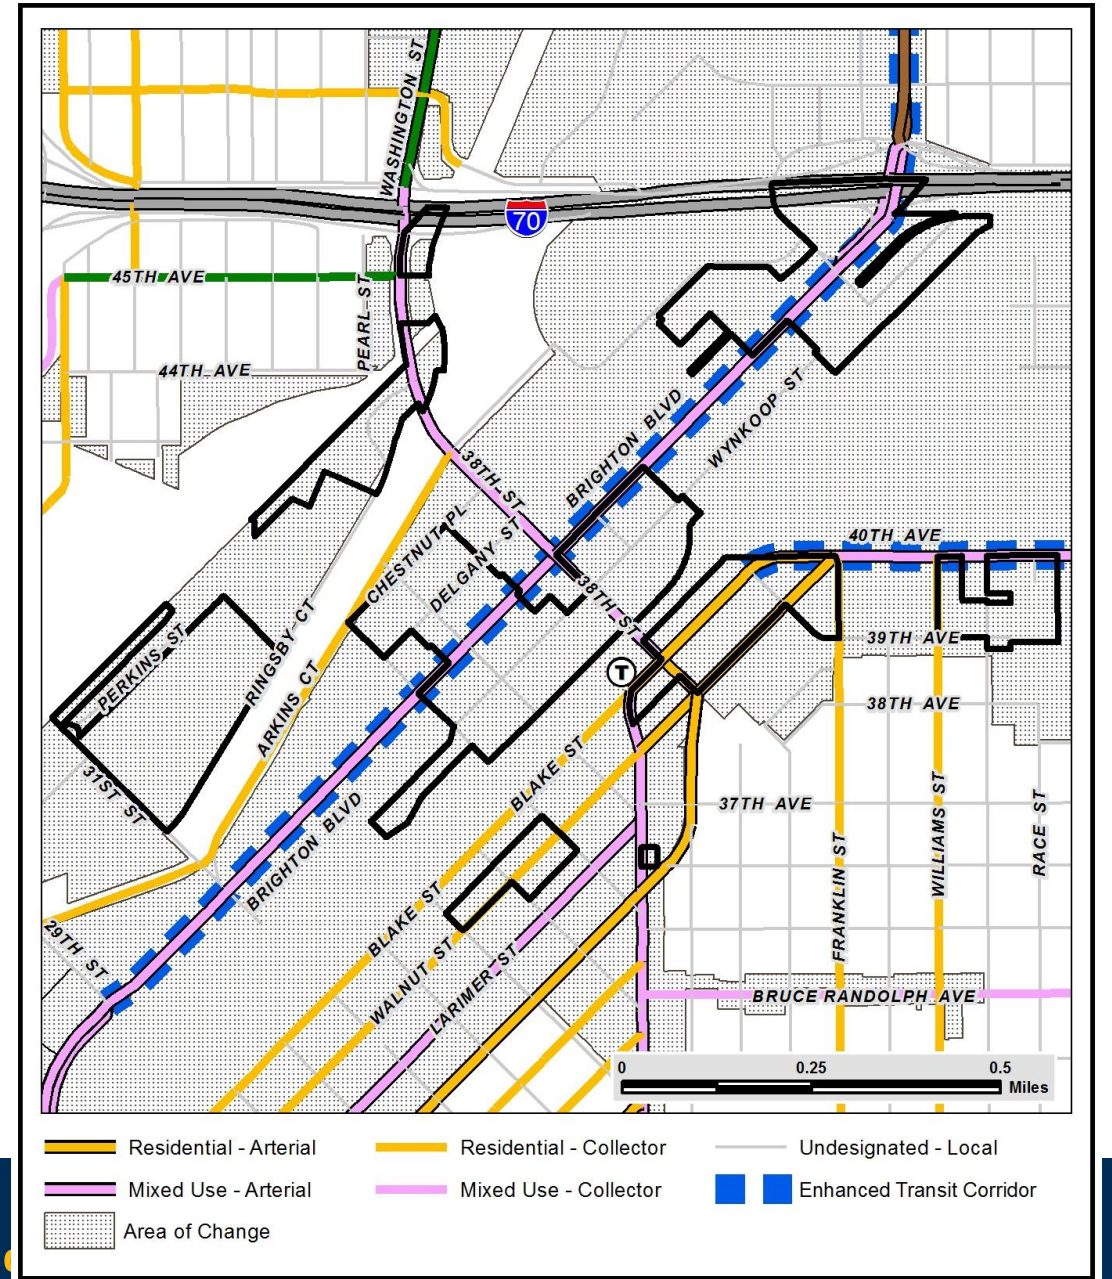 WASHINGTON ST
70
45TH AVE
PEARL ST
44TH AVE
BRIGHTON BLVD
WYNKOOP ST
38TH ST
CHESTNUT PL
DELGANY ST
40TH AVE
38TH ST
39TH AVE
PERKINS ST
RINGSBY CT
T
ARKINS CT
38TH AVE
31ST ST
BLAKE ST
37TH AVE
BRIGHTON BLVD
WILLIAMS ST
RACE ST
FRANKLIN ST
BLAKE ST
29TH ST
WALNUT ST
LARIMER ST
BRUCE RANDOLPH AVE
0 0.25 0.5
Miles
Residential - Arterial
Residential - Collector
Undesignated - Local
Mixed Use - Arterial
Mixed Use - Collector
Enhanced Transit Corridor
Area of Change